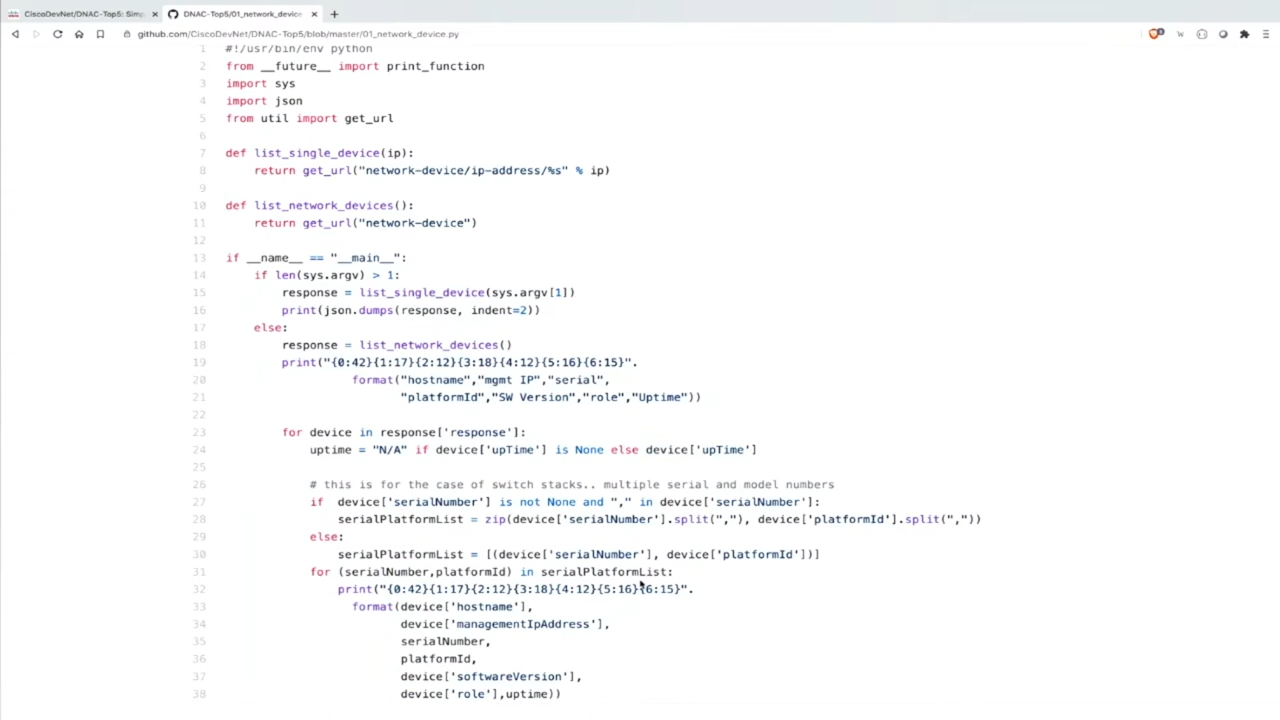 CiscoDevNet/DNAC-Top5: Simp
DNAC-Top5/01_network_device
github.com/CiscoDevNet/DNAC-Top5/blob/master/01_network_device.py
1 #!/usr/bin/env python
2 from __future__ import print_function
3 import sys
4 import json
5 from util import get_url
6
7 def list_single_device(ip):
8 return get_url("network-device/ip-address/%s" % ip)
9
10 def list_network_devices():
11 return get_url("network-device")
12
13 if __name__ == "__main__":
14 if len(sys.argv) > 1:
15 response = list_single_device(sys.argv[1])
16 print(json.dumps(response, indent=2))
17 else:
18 response = list_network_devices()
19 print("{0:42}{1:17}{2:12}{3:18}{4:12}{5:16}{6:15}".
20 format("hostname","mgmt IP","serial",
21 "platformId","SW Version","role","Uptime"))
22
23 for device in response['response']:
24 uptime = "N/A" if device['upTime'] is None else device['upTime']
25
26 # this is for the case of switch stacks.. multiple serial and model numbers
27 if device['serialNumber'] is not None and "," in device['serialNumber']:
28 serialPlatformList = zip(device['serialNumber'].split(","), device['platformId'].split(","))
29 else:
30 serialPlatformList = [(device['serialNumber'], device['platformId'])]
31 for (serialNumber,platformId) in serialPlatformList:
32 print("{0:42}{1:17}{2:12}{3:18}{4:12}{5:16}{6:15}".
33 format(device['hostname'],
34 device['managementIpAddress'],
35 serialNumber,
36 platformId,
37 device['softwareVersion'],
38 device['role'],uptime))